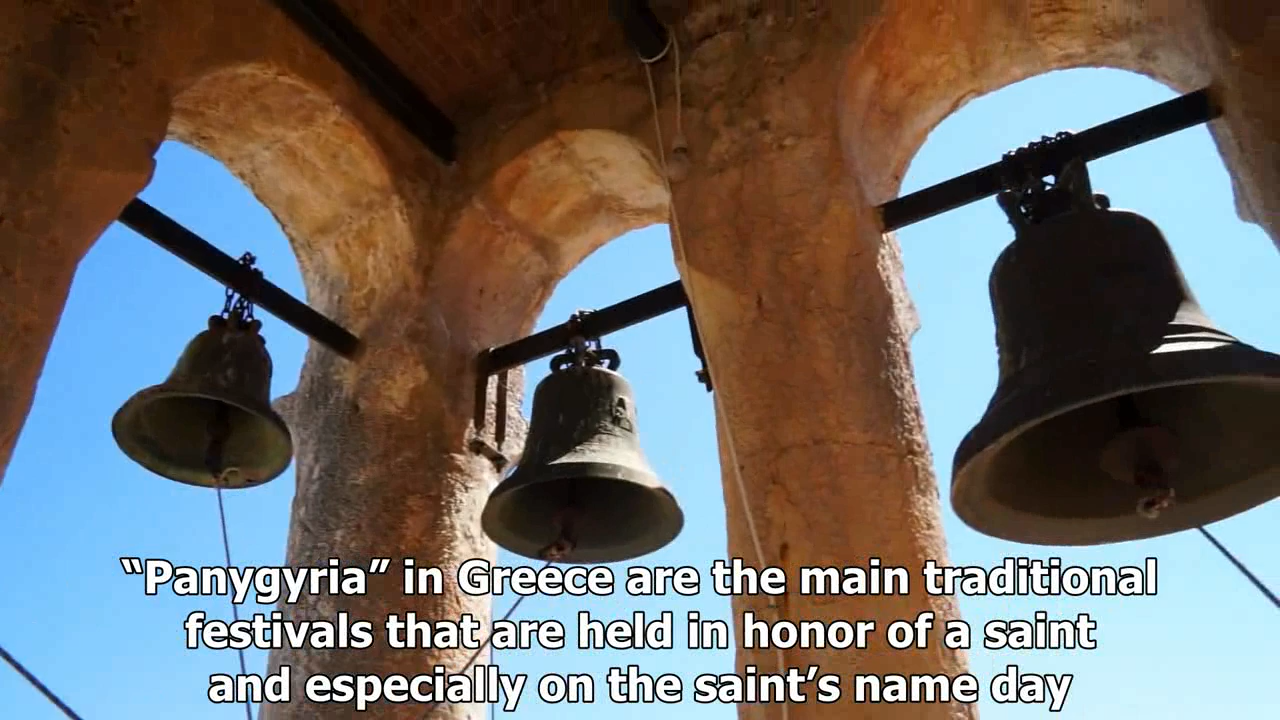 “Panygyria” in Greece are the main traditional
festivals that are held in honor of a saint
and especially on the saint’s name day